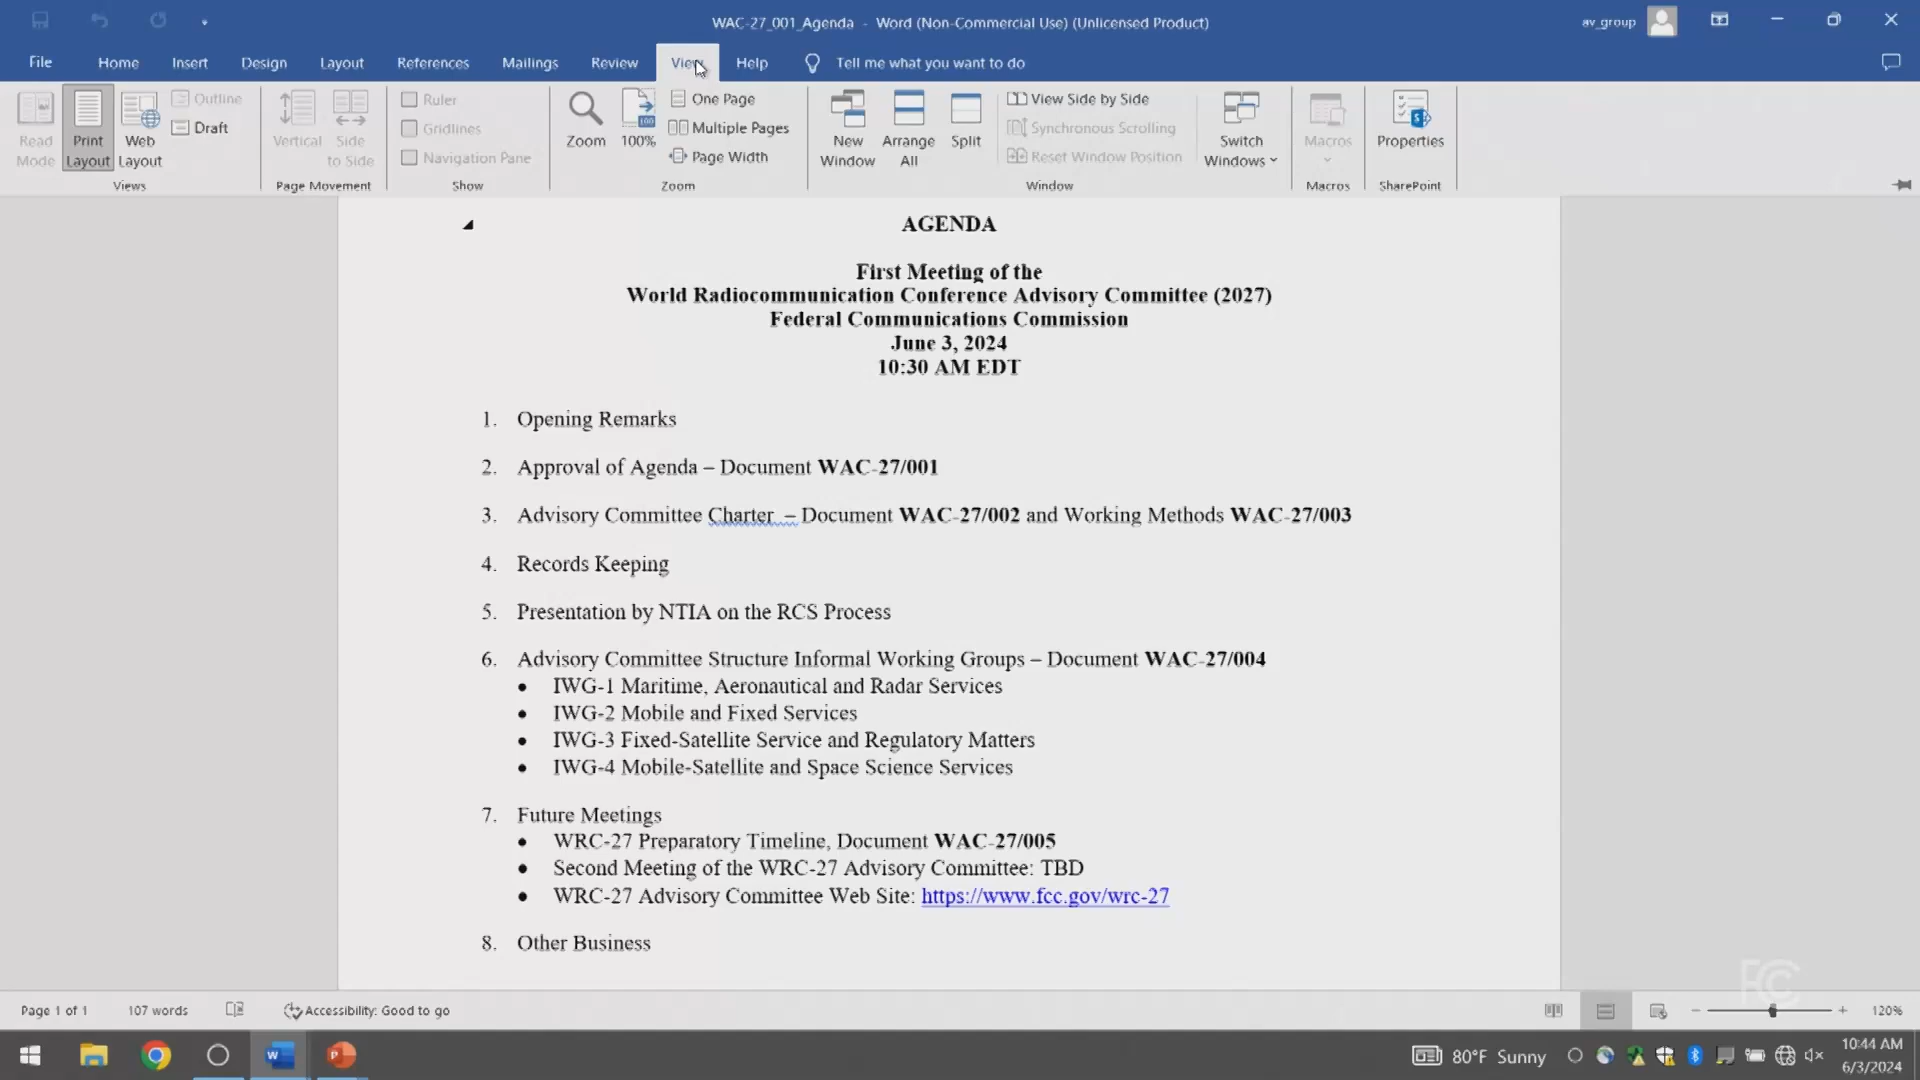 WAC-27_001_Agenda - Word (Non-Commercial Use) (Unlicensed Product)
av_group
File Home Insert Design Layout References Mailings Review View Help Tell me what you want to do
Read Mode
Print Layout
Web Layout
Outline
Draft
Views
Vertical
Side to Side
Page Movement
Ruler
Gridlines
Navigation Pane
Show
Zoom
100%
One Page
Multiple Pages
Page Width
Zoom
New Window
Arrange All
Split
View Side by Side
Synchronous Scrolling
Reset Window Position
Switch Windows
Window
Macros
Macros
Properties
SharePoint
AGENDA
First Meeting of the
World Radiocommunication Conference Advisory Committee (2027)
Federal Communications Commission
June 3, 2024
10:30 AM EDT
1. Opening Remarks
2. Approval of Agenda – Document WAC-27/001
3. Advisory Committee Charter – Document WAC-27/002 and Working Methods WAC-27/003
4. Records Keeping
5. Presentation by NTIA on the RCS Process
6. Advisory Committee Structure Informal Working Groups – Document WAC-27/004
• IWG-1 Maritime, Aeronautical and Radar Services
• IWG-2 Mobile and Fixed Services
• IWG-3 Fixed-Satellite Service and Regulatory Matters
• IWG-4 Mobile-Satellite and Space Science Services
7. Future Meetings
• WRC-27 Preparatory Timeline, Document WAC-27/005
• Second Meeting of the WRC-27 Advisory Committee: TBD
• WRC-27 Advisory Committee Web Site: https://www.fcc.gov/wrc-27
8. Other Business
FCC
Page 1 of 1 107 words Accessibility: Good to go 120%
80°F Sunny
10:44 AM
6/3/2024